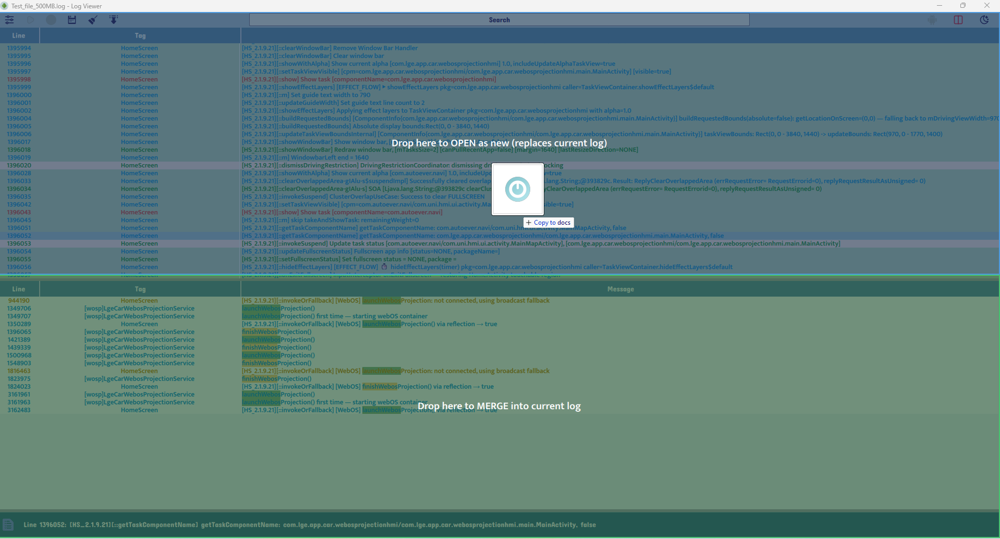 Test_file_500MB.log - Log Viewer
Search
Line Tag
1395994 HomeScreen [HS_2.1.9.21][::clearWindowBar] Remove Window Bar Handler
1395995 HomeScreen [HS_2.1.9.21][::clearWindowBar] Clear window bar
1395996 HomeScreen [HS_2.1.9.21][::showWithAlpha] Show current alpha [com.lge.app.car.webosprojectionhmi] 1.0, includeUpdateAlphaTaskView=true
1395997 HomeScreen [HS_2.1.9.21][::setTaskViewVisible] [cpm=com.lge.app.car.webosprojectionhmi/com.lge.app.car.webosprojectionhmi.main.MainActivity] [visible=true]
1395998 HomeScreen [HS_2.1.9.21][::show] Show task [componentName=com.lge.app.car.webosprojectionhmi]
1395999 HomeScreen [HS_2.1.9.21][::showEffectLayers] [EFFECT_FLOW] ▶ showEffectLayers pkg=com.lge.app.car.webosprojectionhmi caller=TaskViewContainer.showEffectLayers$default
1396000 HomeScreen [HS_2.1.9.21][::m] Set guide text width to 790
1396001 HomeScreen [HS_2.1.9.21][::updateGuideWidth] Set guide text line count to 2
1396002 HomeScreen [HS_2.1.9.21][::showEffectLayers] Applying effect layers to TaskViewContainer pkg=com.lge.app.car.webosprojectionhmi with alpha=1.0
1396004 HomeScreen [HS_2.1.9.21][::buildRequestedBounds] [ComponentInfo{com.lge.app.car.webosprojectionhmi/com.lge.app.car.webosprojectionhmi.main.MainActivity}] buildRequestedBounds(absolute=false): getLocationOnScreen=(0,0) — falling back to mDrivingViewWidth=970
1396005 HomeScreen [HS_2.1.9.21][::buildRequestedBounds] Absolute display bounds:Rect(0, 0 - 3840, 1440)
1396006 HomeScreen [HS_2.1.9.21][::updateTaskViewBoundsInternal] [ComponentInfo{com.lge.app.car.webosprojectionhmi/com.lge.app.car.webosprojectionhmi.main.MainActivity}] taskViewBounds: Rect(0, 0 - 3840, 1440) -> updateBounds: Rect(970, 0 - 1770, 1400)
1396017 HomeScreen [HS_2.1.9.21][::showWindowBar] Show window bar,
Drop here to OPEN as new (replaces current log)
1396018 HomeScreen [HS_2.1.9.21][::showWindowBar] Redraw window bar, [mTasksSize=2] [canPullRecentApp=false] [margin=1640] [lastResizeDirection=NONE]
1396019 HomeScreen [HS_2.1.9.21][::m] WindowbarLeft end = 1640
1396020 HomeScreen [HS_2.1.9.21][::dismissDrivingRestriction] DrivingRestrictionCoordinator: dismissing dri ocking
1396028 HomeScreen [HS_2.1.9.21][::showWithAlpha] Show current alpha [com.autoever.navi] 1.0, includeUp =true
1396033 HomeScreen [HS_2.1.9.21][::clearOverlappedArea-gIAlu-s$suspendImpl] Successfully cleared overlap .lang.String;@393829c. Result: ReplyClearOverlappedArea (errRequestError= RequestErrorid=0}, replyRequestResultAsUnsigned= 0)
1396034 HomeScreen [HS_2.1.9.21][::clearOverlappedArea-gIAlu-s] SOA [Ljava.lang.String;@393829c clearClus yClearOverlappedArea (errRequestError= RequestErrorid=0}, replyRequestResultAsUnsigned= 0)
1396035 HomeScreen [HS_2.1.9.21][::invokeSuspend] ClusterOverlapUseCase: Success to clear FULLSCREEN
1396042 HomeScreen [HS_2.1.9.21][::setTaskViewVisible] [cpm=com.autoever.navi/com.uni.hmi.ui.activity.Ma ible=true]
1396043 HomeScreen [HS_2.1.9.21][::show] Show task [componentName=com.autoever.navi]
1396045 HomeScreen [HS_2.1.9.21][::m] skip takeAndShowTask: remainingWeight=0
+ Copy to docs
1396051 HomeScreen [HS_2.1.9.21][::getTaskComponentName] getTaskComponentName: com.autoever.navi/com.uni.hmi.ui.activity.MainMapActivity, false
1396052 HomeScreen [HS_2.1.9.21][::getTaskComponentName] getTaskComponentName: com.lge.app.car.webosprojectionhmi/com.lge.app.car.webosprojectionhmi.main.MainActivity, false
1396053 HomeScreen [HS_2.1.9.21][::invokeSuspend] Update task status [com.autoever.navi/com.uni.hmi.ui.activity.MainMapActivity], [com.lge.app.car.webosprojectionhmi/com.lge.app.car.webosprojectionhmi.main.MainActivity]
1396054 HomeScreen [HS_2.1.9.21][::updateFullscreenStatus] Fullscreen app info [status=NONE, packageName=]
1396055 HomeScreen [HS_2.1.9.21][::setFullscreenStatus] Set fullscreen status = NONE, package =
1396056 HomeScreen [HS_2.1.9.21][::hideEffectLayers] [EFFECT_FLOW] ⏱ hideEffectLayers(timer) pkg=com.lge.app.car.webosprojectionhmi caller=TaskViewContainer.hideEffectLayers$default
Line Tag Message
944190 HomeScreen [HS_2.1.9.21][::invokeOrFallback] [WebOS] launchWebosProjection: not connected, using broadcast fallback
1349706 [wosp]LgeCarWebosProjectionService launchWebosProjection()
1349707 [wosp]LgeCarWebosProjectionService launchWebosProjection() first time — starting webOS container
1350289 HomeScreen [HS_2.1.9.21][::invokeOrFallback] [WebOS] launchWebosProjection() via reflection → true
1396065 [wosp]LgeCarWebosProjectionService finishWebosProjection()
1421389 [wosp]LgeCarWebosProjectionService launchWebosProjection()
1439339 [wosp]LgeCarWebosProjectionService finishWebosProjection()
1500968 [wosp]LgeCarWebosProjectionService launchWebosProjection()
1548903 [wosp]LgeCarWebosProjectionService finishWebosProjection()
1816463 HomeScreen [HS_2.1.9.21][::invokeOrFallback] [WebOS] launchWebosProjection: not connected, using broadcast fallback
1823975 [wosp]LgeCarWebosProjectionService finishWebosProjection()
1824023 HomeScreen [HS_2.1.9.21][::invokeOrFallback] [WebOS] finishWebosProjection() via reflection → true
3161961 [wosp]LgeCarWebosProjectionService launchWebosProjection()
3161963 [wosp]LgeCarWebosProjectionService launchWebosProjection() first time — starting webOS container
Drop here to MERGE into current log
3162483 HomeScreen [HS_2.1.9.21][::invokeOrFallback] [WebOS] launchWebosProjection() via reflection → true
Line 1396052: [HS_2.1.9.21][::getTaskComponentName] getTaskComponentName: com.lge.app.car.webosprojectionhmi/com.lge.app.car.webosprojectionhmi.main.MainActivity, false